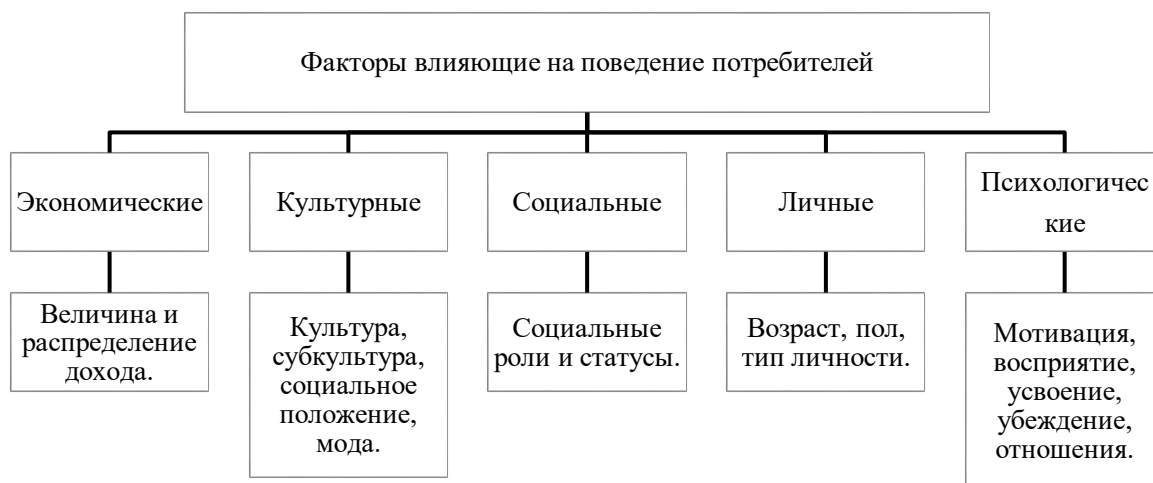 Факторы влияющие на поведение потребителей
Экономические
Культурные
Социальные
Личные
Психологичес
кие
Величина и
распределение
дохода.
Культура,
субкультура,
социальное
положение,
мода.
Социальные
роли и статусы.
Возраст, пол,
тип личности.
Мотивация,
восприятие,
усвоение,
убеждение,
отношения.